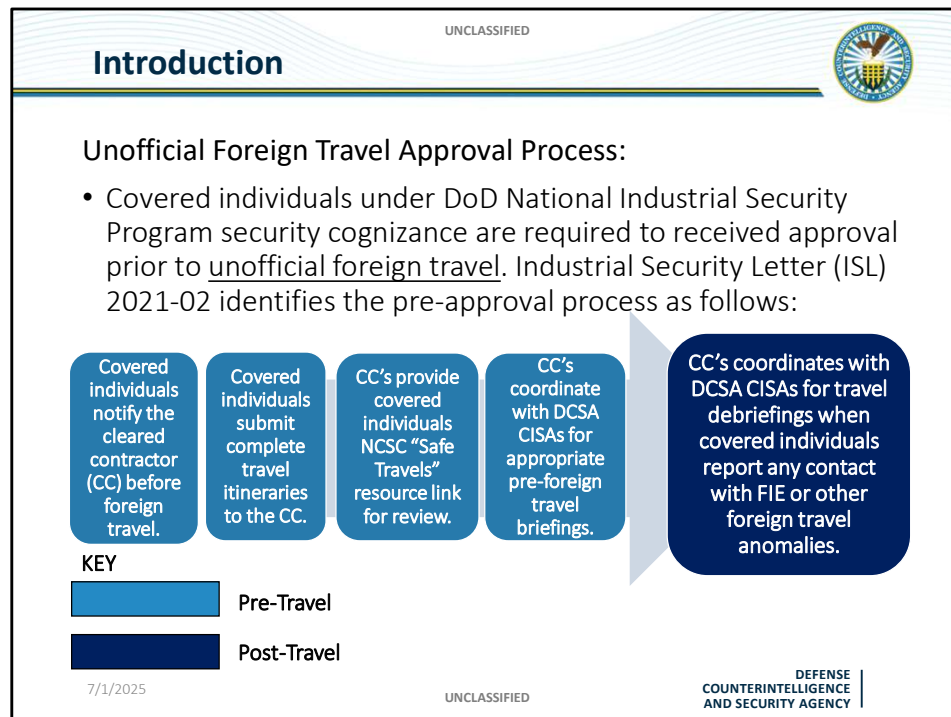 UNCLASSIFIED
Introduction
DEFENSE COUNTERINTELLIGENCE AND SECURITY AGENCY
Unofficial Foreign Travel Approval Process:
• Covered individuals under DoD National Industrial Security
Program security cognizance are required to received approval
prior to unofficial foreign travel. Industrial Security Letter (ISL)
2021-02 identifies the pre-approval process as follows:
Covered
individuals
notify the
cleared
contractor
(CC) before
foreign
travel.
Covered
individuals
submit
complete
travel
itineraries
to the CC.
CC’s provide
covered
individuals
NCSC “Safe
Travels”
resource link
for review.
CC’s
coordinate
with DCSA
CISAs for
appropriate
pre-foreign
travel
briefings.
CC’s coordinates with
DCSA CISAs for travel
debriefings when
covered individuals
report any contact
with FIE or other
foreign travel
anomalies.
KEY
Pre-Travel
Post-Travel
7/1/2025
UNCLASSIFIED
DEFENSE
COUNTERINTELLIGENCE
AND SECURITY AGENCY